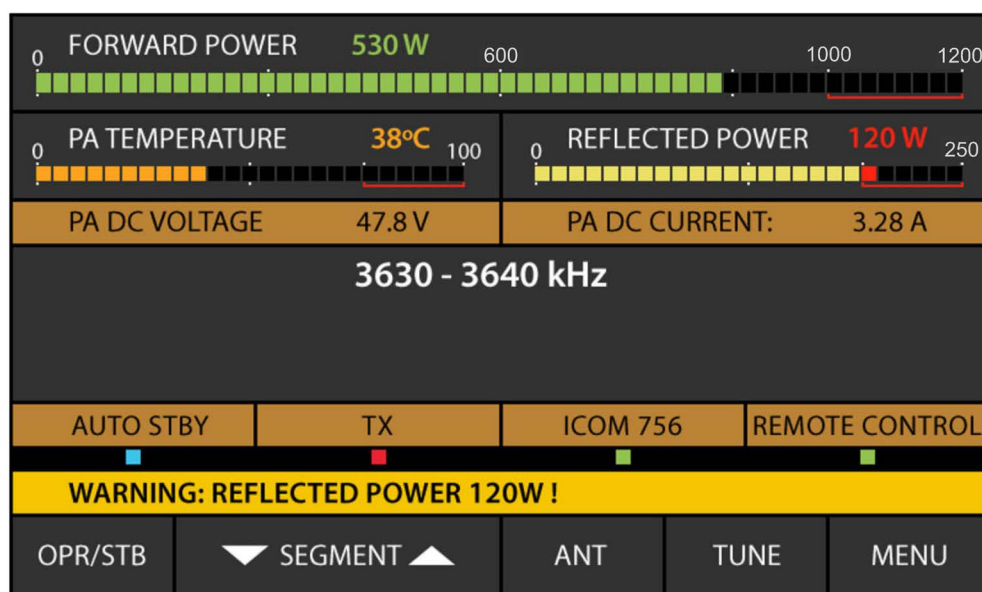 FORWARD POWER 530 W
0 600 1000 1200
PA TEMPERATURE 38ºC
0 100
REFLECTED POWER 120 W
0 250
PA DC VOLTAGE 47.8 V
PA DC CURRENT: 3.28 A
3630 - 3640 kHz
AUTO STBY TX ICOM 756 REMOTE CONTROL
WARNING: REFLECTED POWER 120W !
OPR/STB SEGMENT ANT TUNE MENU